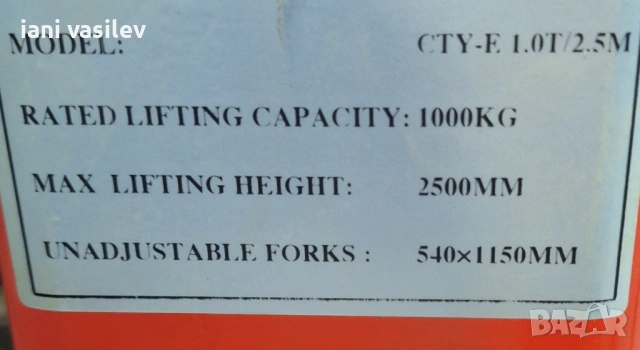 iani vasilev
MODEL: CTY-E 1.0T/2.5M
RATED LIFTING CAPACITY: 1000KG
MAX LIFTING HEIGHT: 2500MM
UNADJUSTABLE FORKS : 540×1150MM
BAZAR